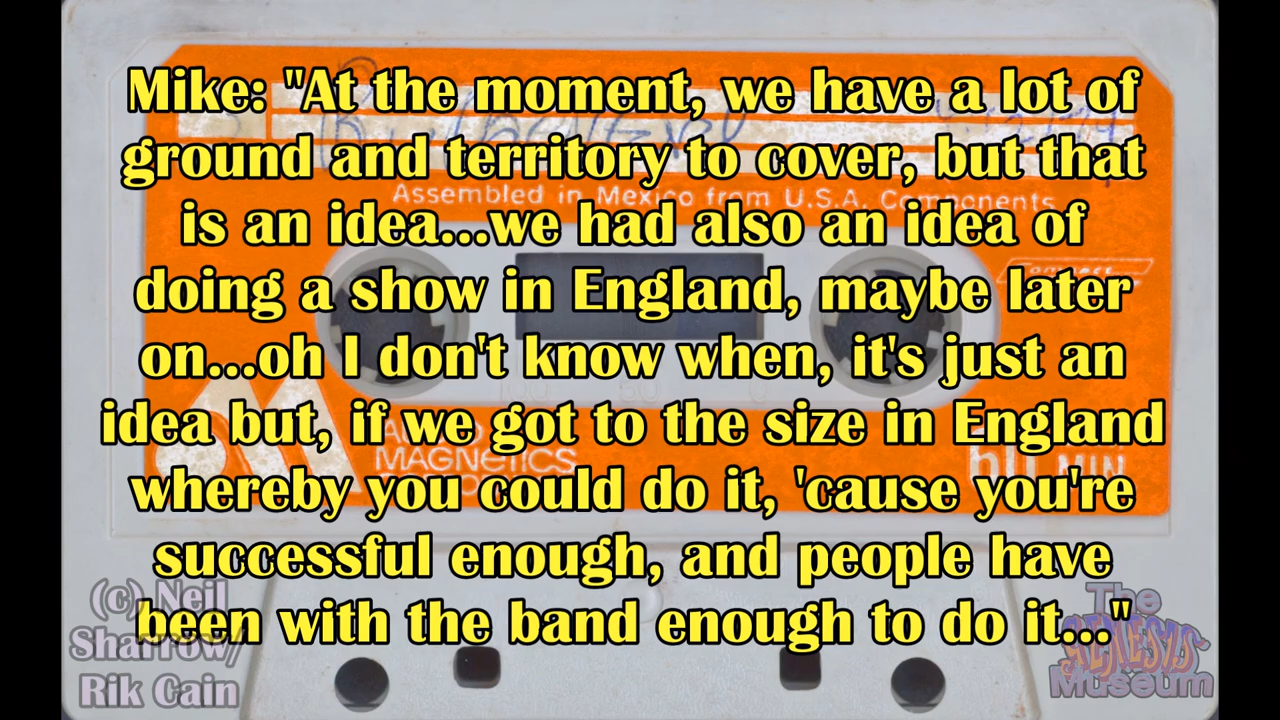 Mike: "At the moment, we have a lot of
ground and territory to cover, but that
is an idea...we had also an idea of
doing a show in England, maybe later
on...oh I don't know when, it's just an
idea but, if we got to the size in England
whereby you could do it, 'cause you're
successful enough, and people have
been with the band enough to do it..."
Assembled in Mexico from U.S.A. Components
MAGNETICS
60 MIN
(c) Neil
Sharrow/
Rik Cain
The
GENESIS
Museum